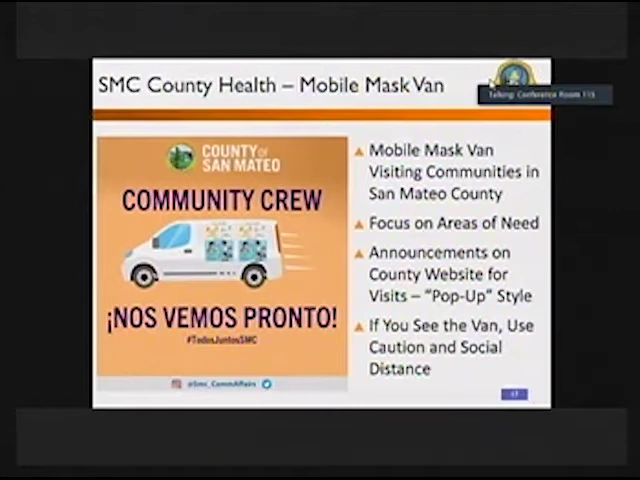 SMC County Health – Mobile Mask Van
Talking: Conference Room 115
COUNTY OF
SAN MATEO
COMMUNITY CREW
¡NOS VEMOS PRONTO!
#TodosJuntosSMC
@Smc_CommAffairs
Mobile Mask Van
Visiting Communities in
San Mateo County
Focus on Areas of Need
Announcements on
County Website for
Visits – "Pop-Up" Style
If You See the Van, Use
Caution and Social
Distance